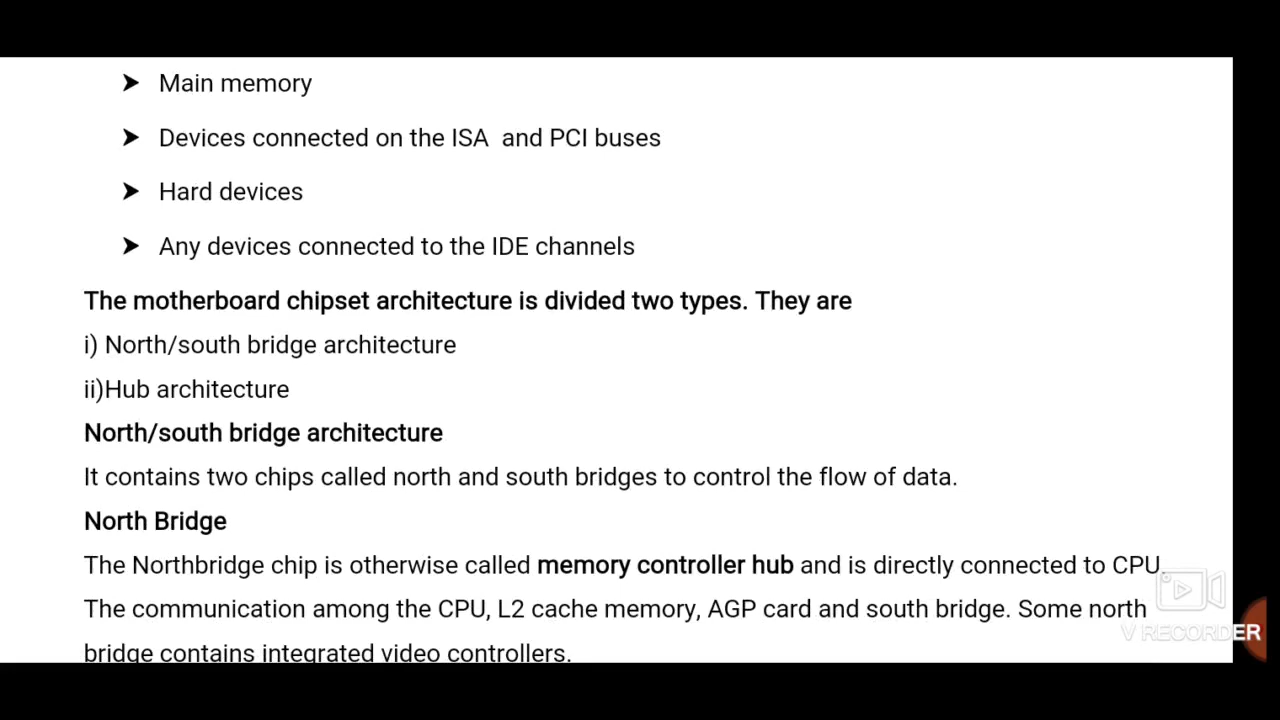 ➤ Main memory
➤ Devices connected on the ISA  and PCI buses
➤ Hard devices
➤ Any devices connected to the IDE channels
The motherboard chipset architecture is divided two types. They are
i) North/south bridge architecture
ii)Hub architecture
North/south bridge architecture
It contains two chips called north and south bridges to control the flow of data.
North Bridge
The Northbridge chip is otherwise called memory controller hub and is directly connected to CPU.
The communication among the CPU, L2 cache memory, AGP card and south bridge. Some north
V RECORDER
bridge contains integrated video controllers.